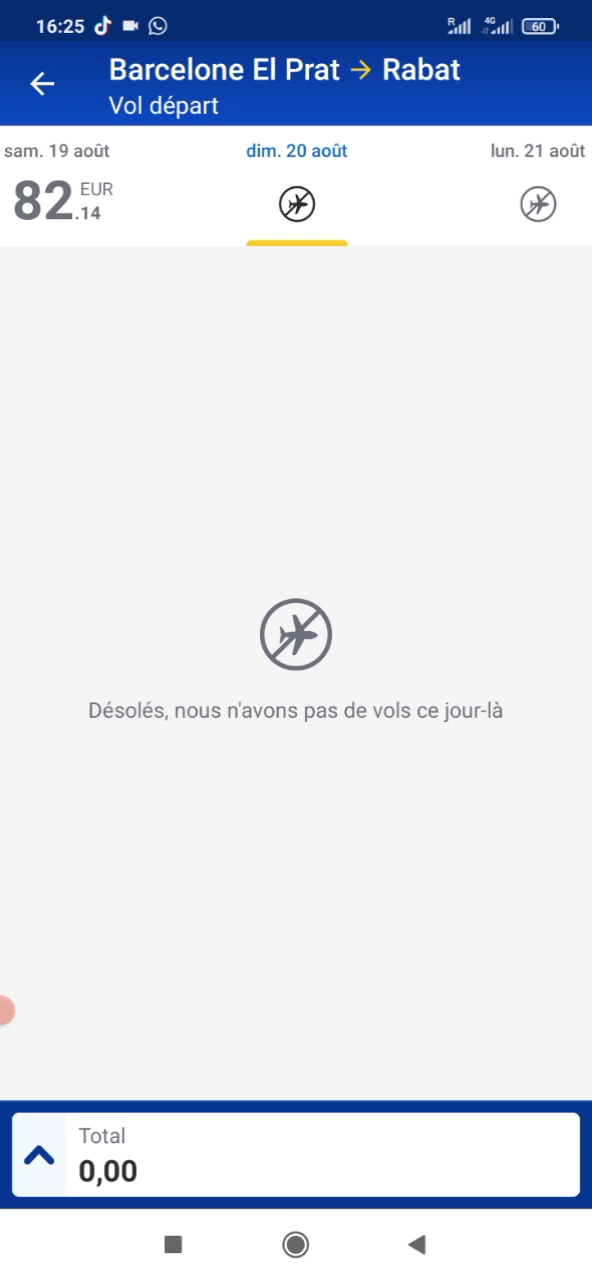 16:25 R 4G 60
Barcelone El Prat → Rabat
Vol départ
sam. 19 août dim. 20 août lun. 21 août
82.14 EUR
Désolés, nous n'avons pas de vols ce jour-là
Total
0,00